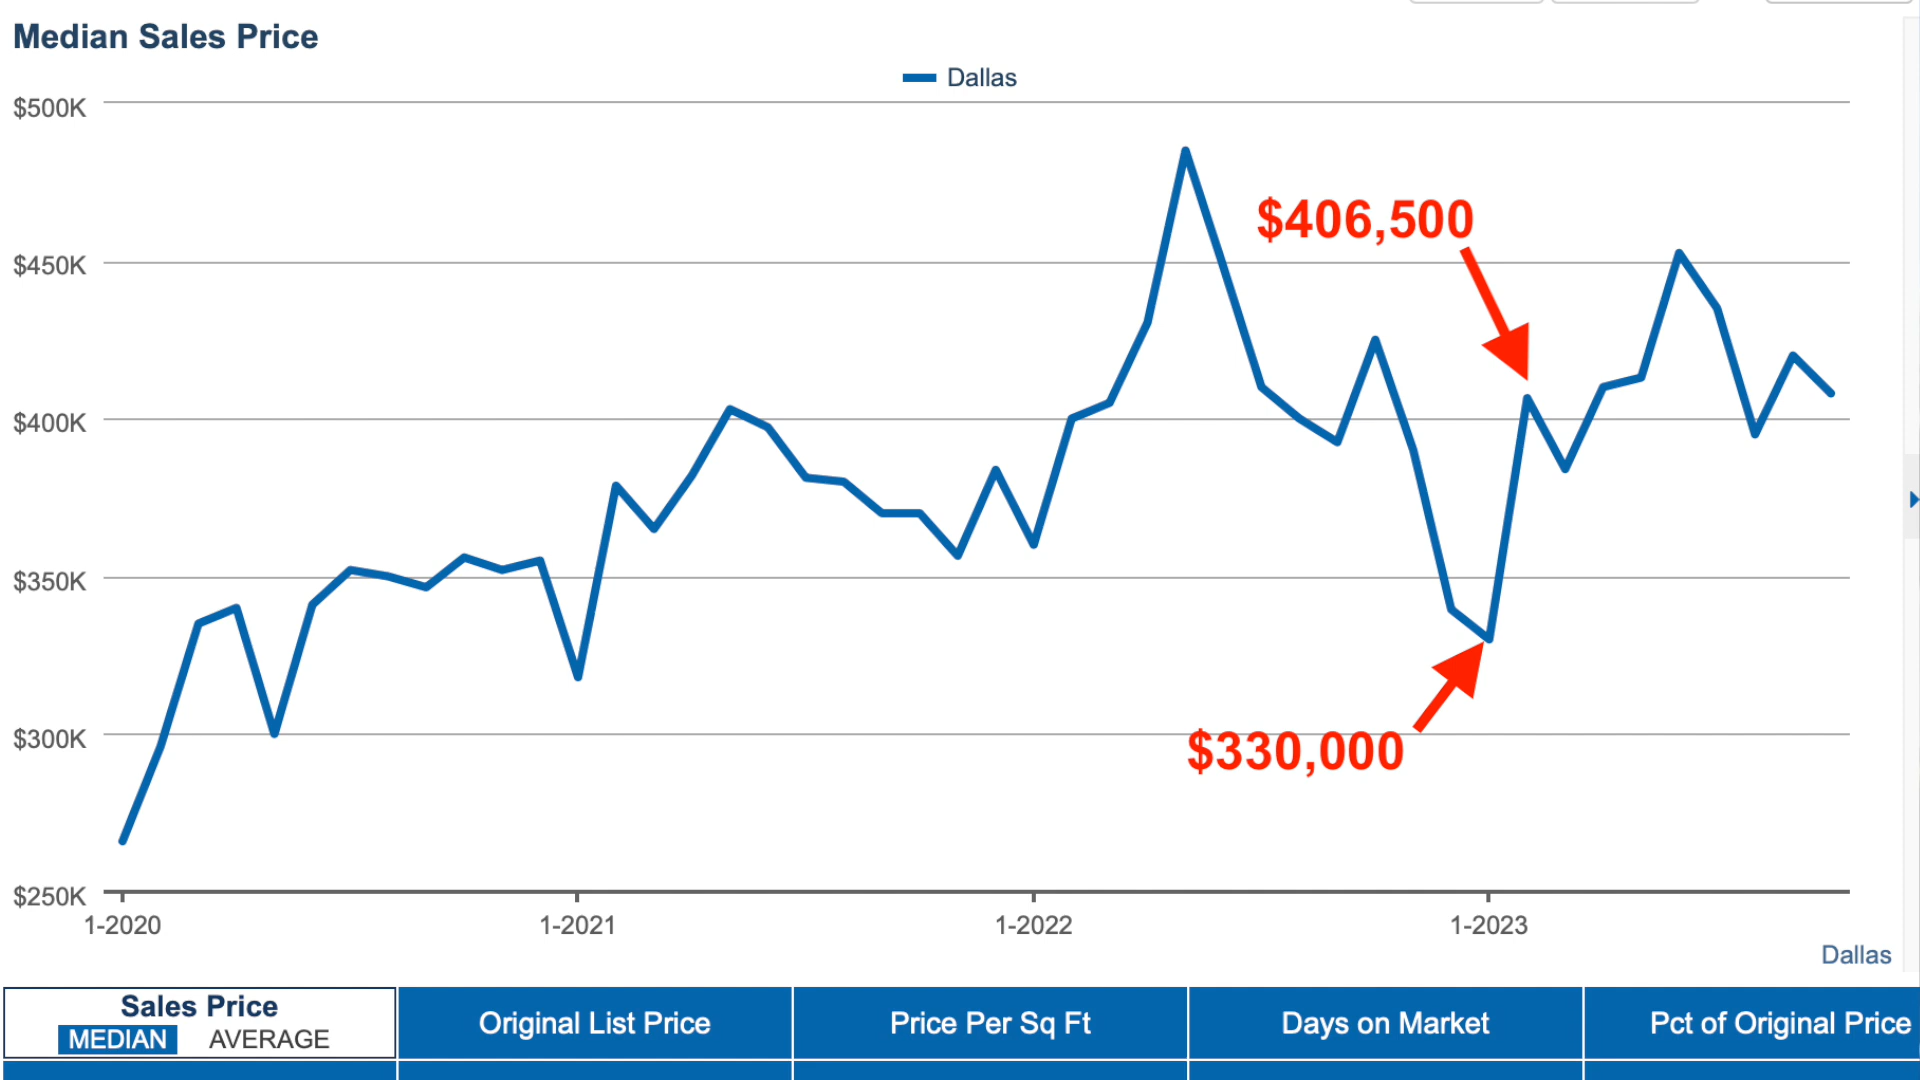 Median Sales Price
Dallas
$500K
$450K
$400K
$350K
$300K
$250K
$406,500
$330,000
1-2020 1-2021 1-2022 1-2023
Dallas
Sales Price
MEDIAN AVERAGE
Original List Price
Price Per Sq Ft
Days on Market
Pct of Original Price